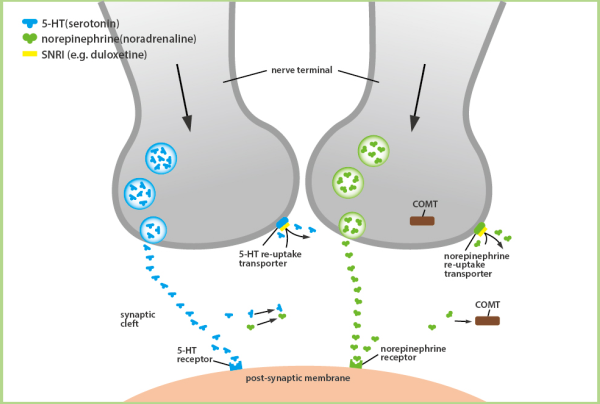 5-HT(serotonin)
norepinephrine(noradrenaline)
SNRI (e.g. duloxetine)
nerve terminal
COMT
5-HT re-uptake
transporter
norepinephrine
re-uptake
transporter
synaptic
cleft
COMT
5-HT
receptor
norepinephrine
receptor
post-synaptic membrane